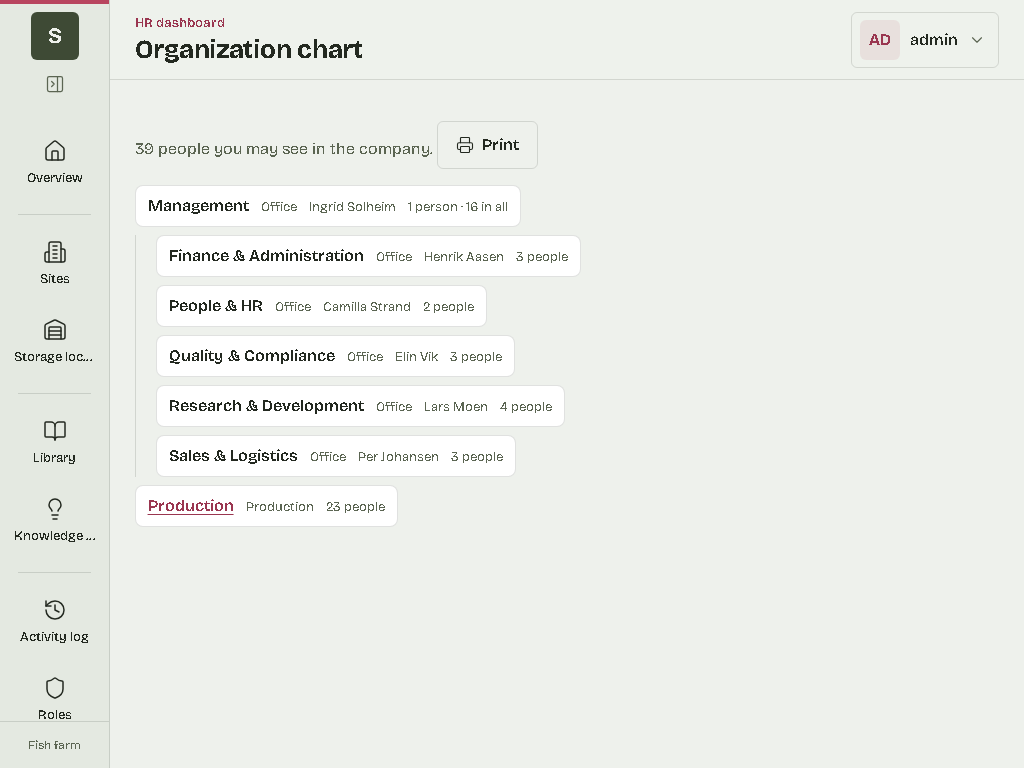 S
HR dashboard
Organization chart
AD admin
Overview
Sites
Storage loc...
Library
Knowledge ...
Activity log
Roles
Fish farm
39 people you may see in the company.
Print
Management Office Ingrid Solheim 1 person · 16 in all
Finance & Administration Office Henrik Aasen 3 people
People & HR Office Camilla Strand 2 people
Quality & Compliance Office Elin Vik 3 people
Research & Development Office Lars Moen 4 people
Sales & Logistics Office Per Johansen 3 people
Production Production 23 people